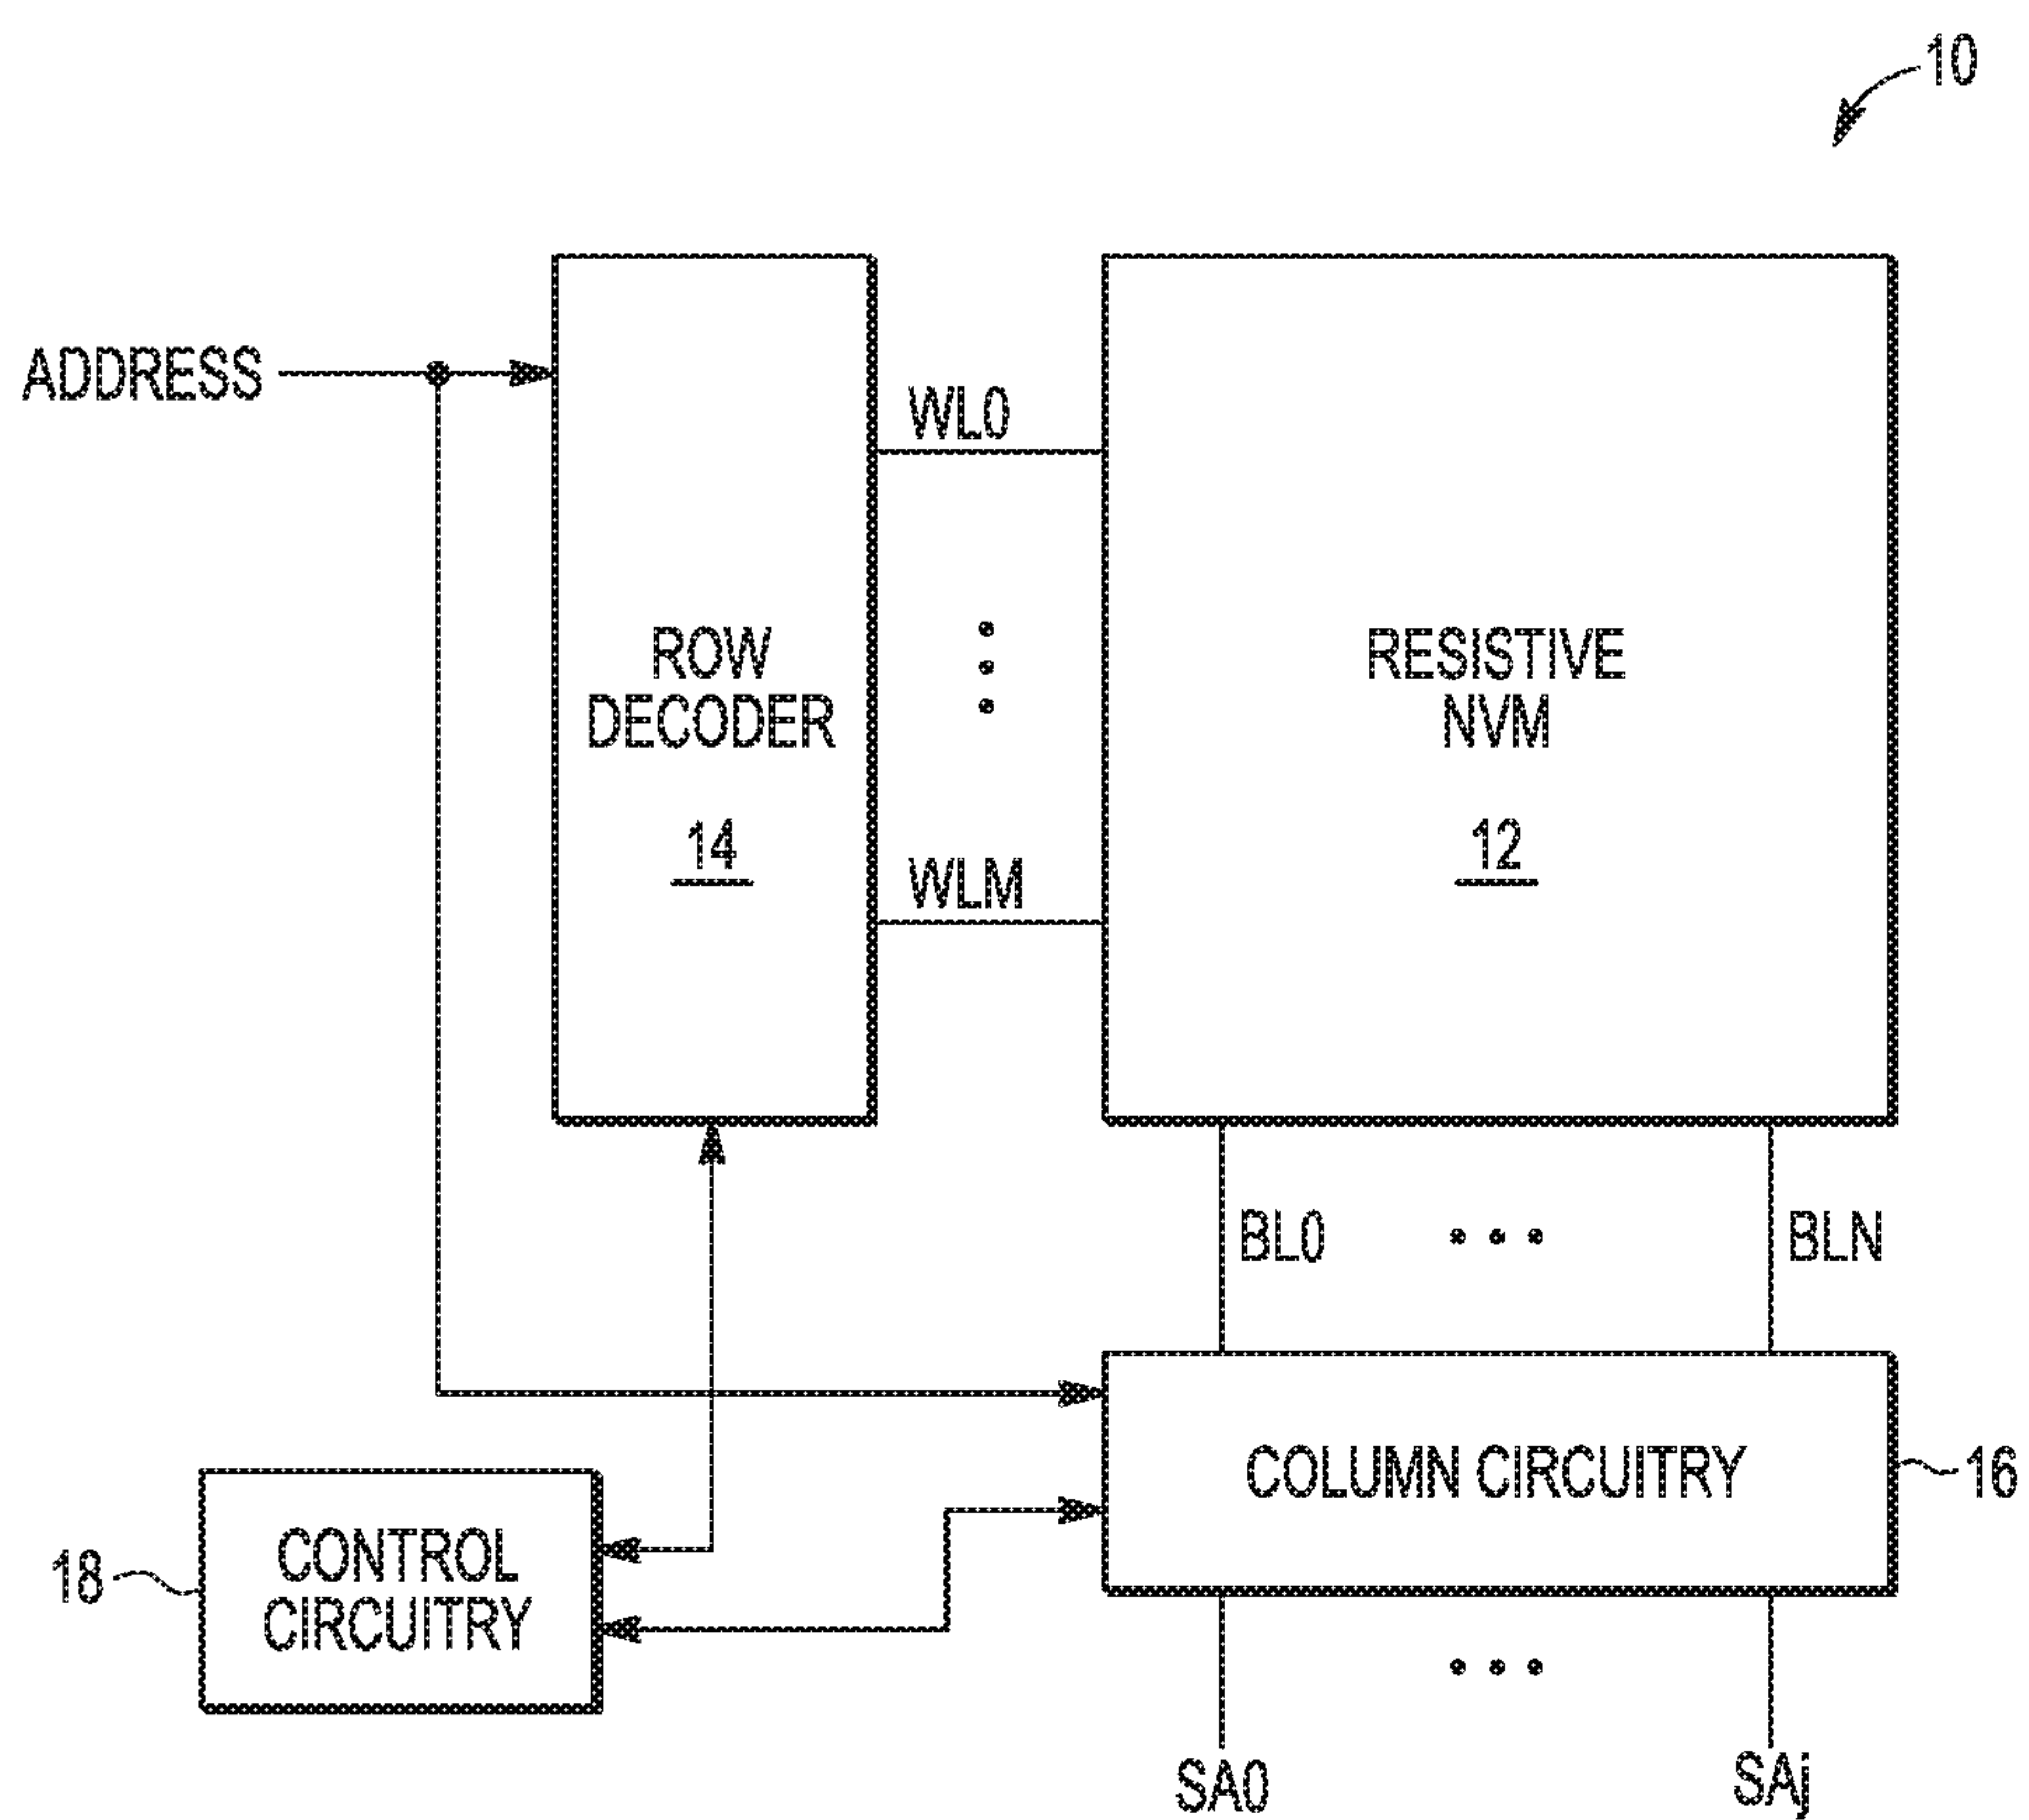 10
ADDRESS
WL0
ROW
DECODER
14
RESISTIVE
NVM
12
WLM
BL0
BLN
COLUMN CIRCUITRY
16
CONTROL
CIRCUITRY
18
SA0
SAj